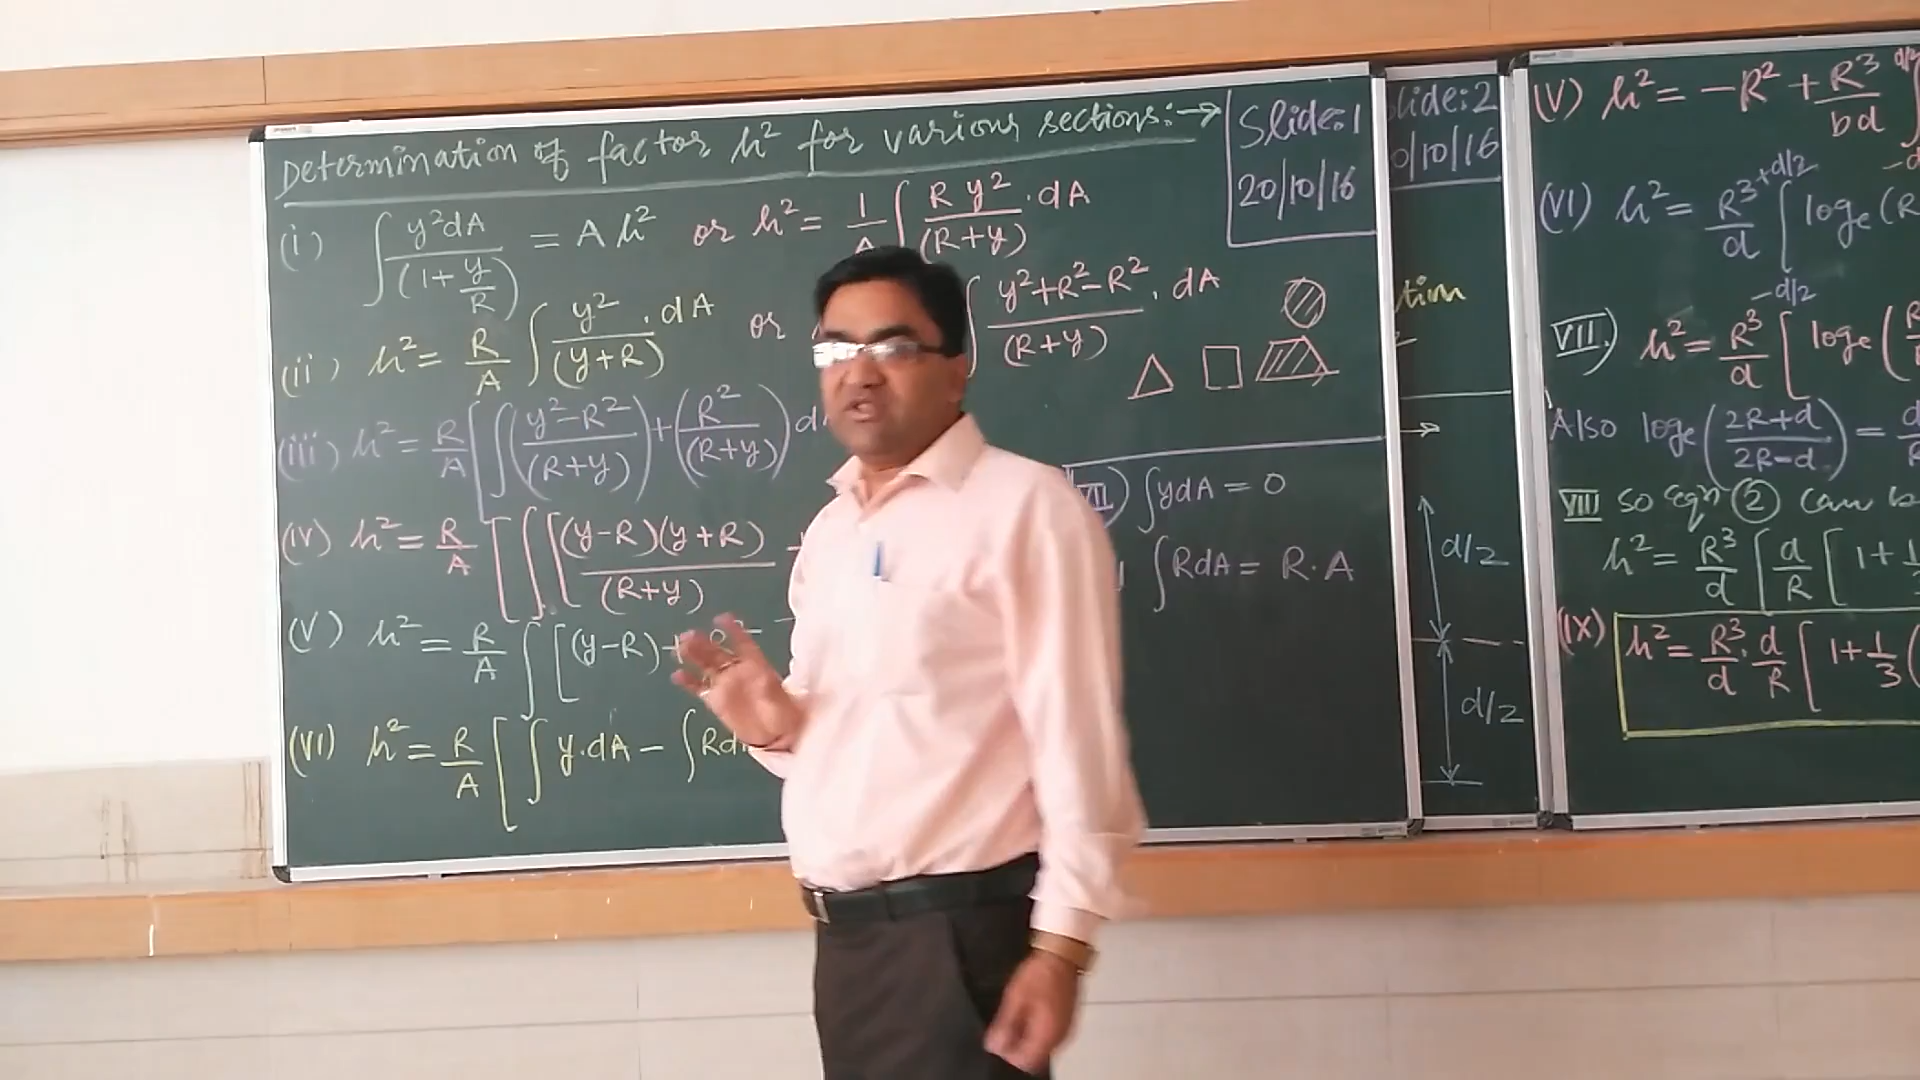 Determination of factor h² for various sections:→
Slide:1
20/10/16
(i) ∫ y²dA/(1+y/R) = A h² or h² = 1/A ∫ R y²/(R+y) · dA
(ii) h² = R/A ∫ y²/(y+R) . dA or ∫ y²+R²−R²/(R+y) . dA
(iii) h² = R/A [∫(y²−R²/(R+y)) + (R²/(R+y)) d
(iv) h² = R/A [∫[(y−R)(y+R)/(R+y)
(V) h² = R/A ∫[(y−R)+
(VI) h² = R/A [∫ y.dA − ∫Rd
VII) ∫ydA = 0
∫RdA = R·A
lide:2
0/10/16
tion
d/2
d/2
(V) h² = −R² + R³/bd ∫
(VI) h² = R³/d [ +d/2 −d/2 loge (R
VII.) h² = R³/d [ loge (
Also loge (2R+d/2R−d) = d/R
VIII so eqn ② can b
h² = R³/d [ d/R [ 1+
(IX) h² = R³/d · d/R [ 1+ 1/3 (